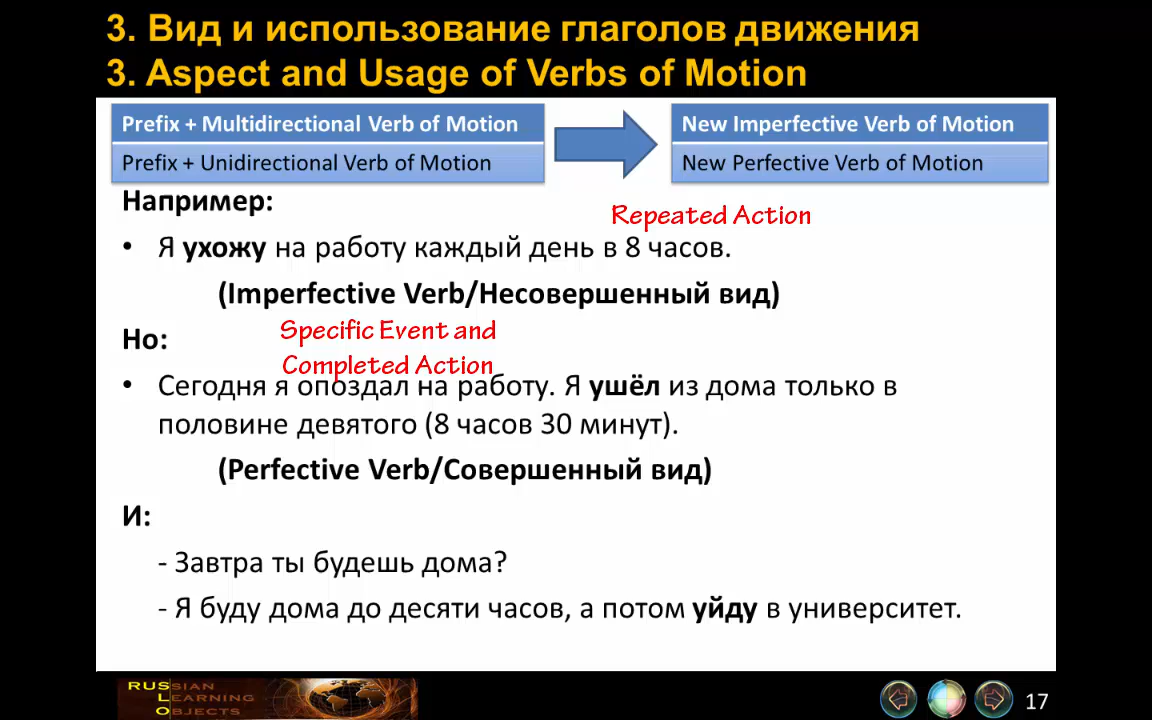 3. Вид и использование глаголов движения
3. Aspect and Usage of Verbs of Motion
Prefix + Multidirectional Verb of Motion
New Imperfective Verb of Motion
Prefix + Unidirectional Verb of Motion
New Perfective Verb of Motion
Например:
Repeated Action
• Я ухожу на работу каждый день в 8 часов.
(Imperfective Verb/Несовершенный вид)
Specific Event and
Completed Action
Но:
• Сегодня я опоздал на работу. Я ушёл из дома только в
половине девятого (8 часов 30 минут).
(Perfective Verb/Совершенный вид)
И:
- Завтра ты будешь дома?
- Я буду дома до десяти часов, а потом уйду в университет.
RUSSIAN
LEARNING
OBJECTS
17